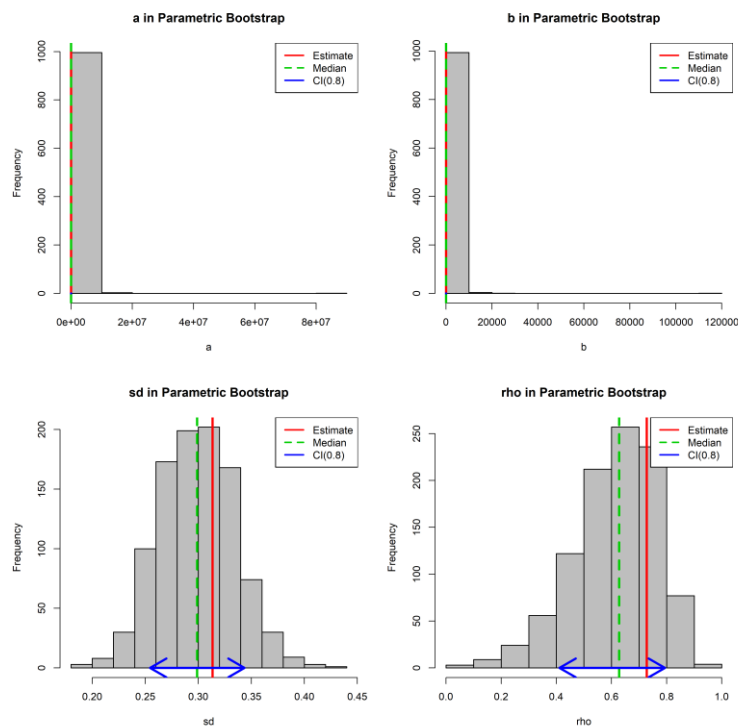 a in Parametric Bootstrap
Frequency
0 200 400 600 800 1000
0e+00 2e+07 4e+07 6e+07 8e+07
a
Estimate
Median
CI(0.8)
b in Parametric Bootstrap
Frequency
0 200 400 600 800 1000
0 20000 40000 60000 80000 100000 120000
b
Estimate
Median
CI(0.8)
sd in Parametric Bootstrap
Frequency
0 50 100 150 200
0.20 0.25 0.30 0.35 0.40 0.45
sd
Estimate
Median
CI(0.8)
rho in Parametric Bootstrap
Frequency
0 50 100 150 200 250
0.0 0.2 0.4 0.6 0.8 1.0
rho
Estimate
Median
CI(0.8)